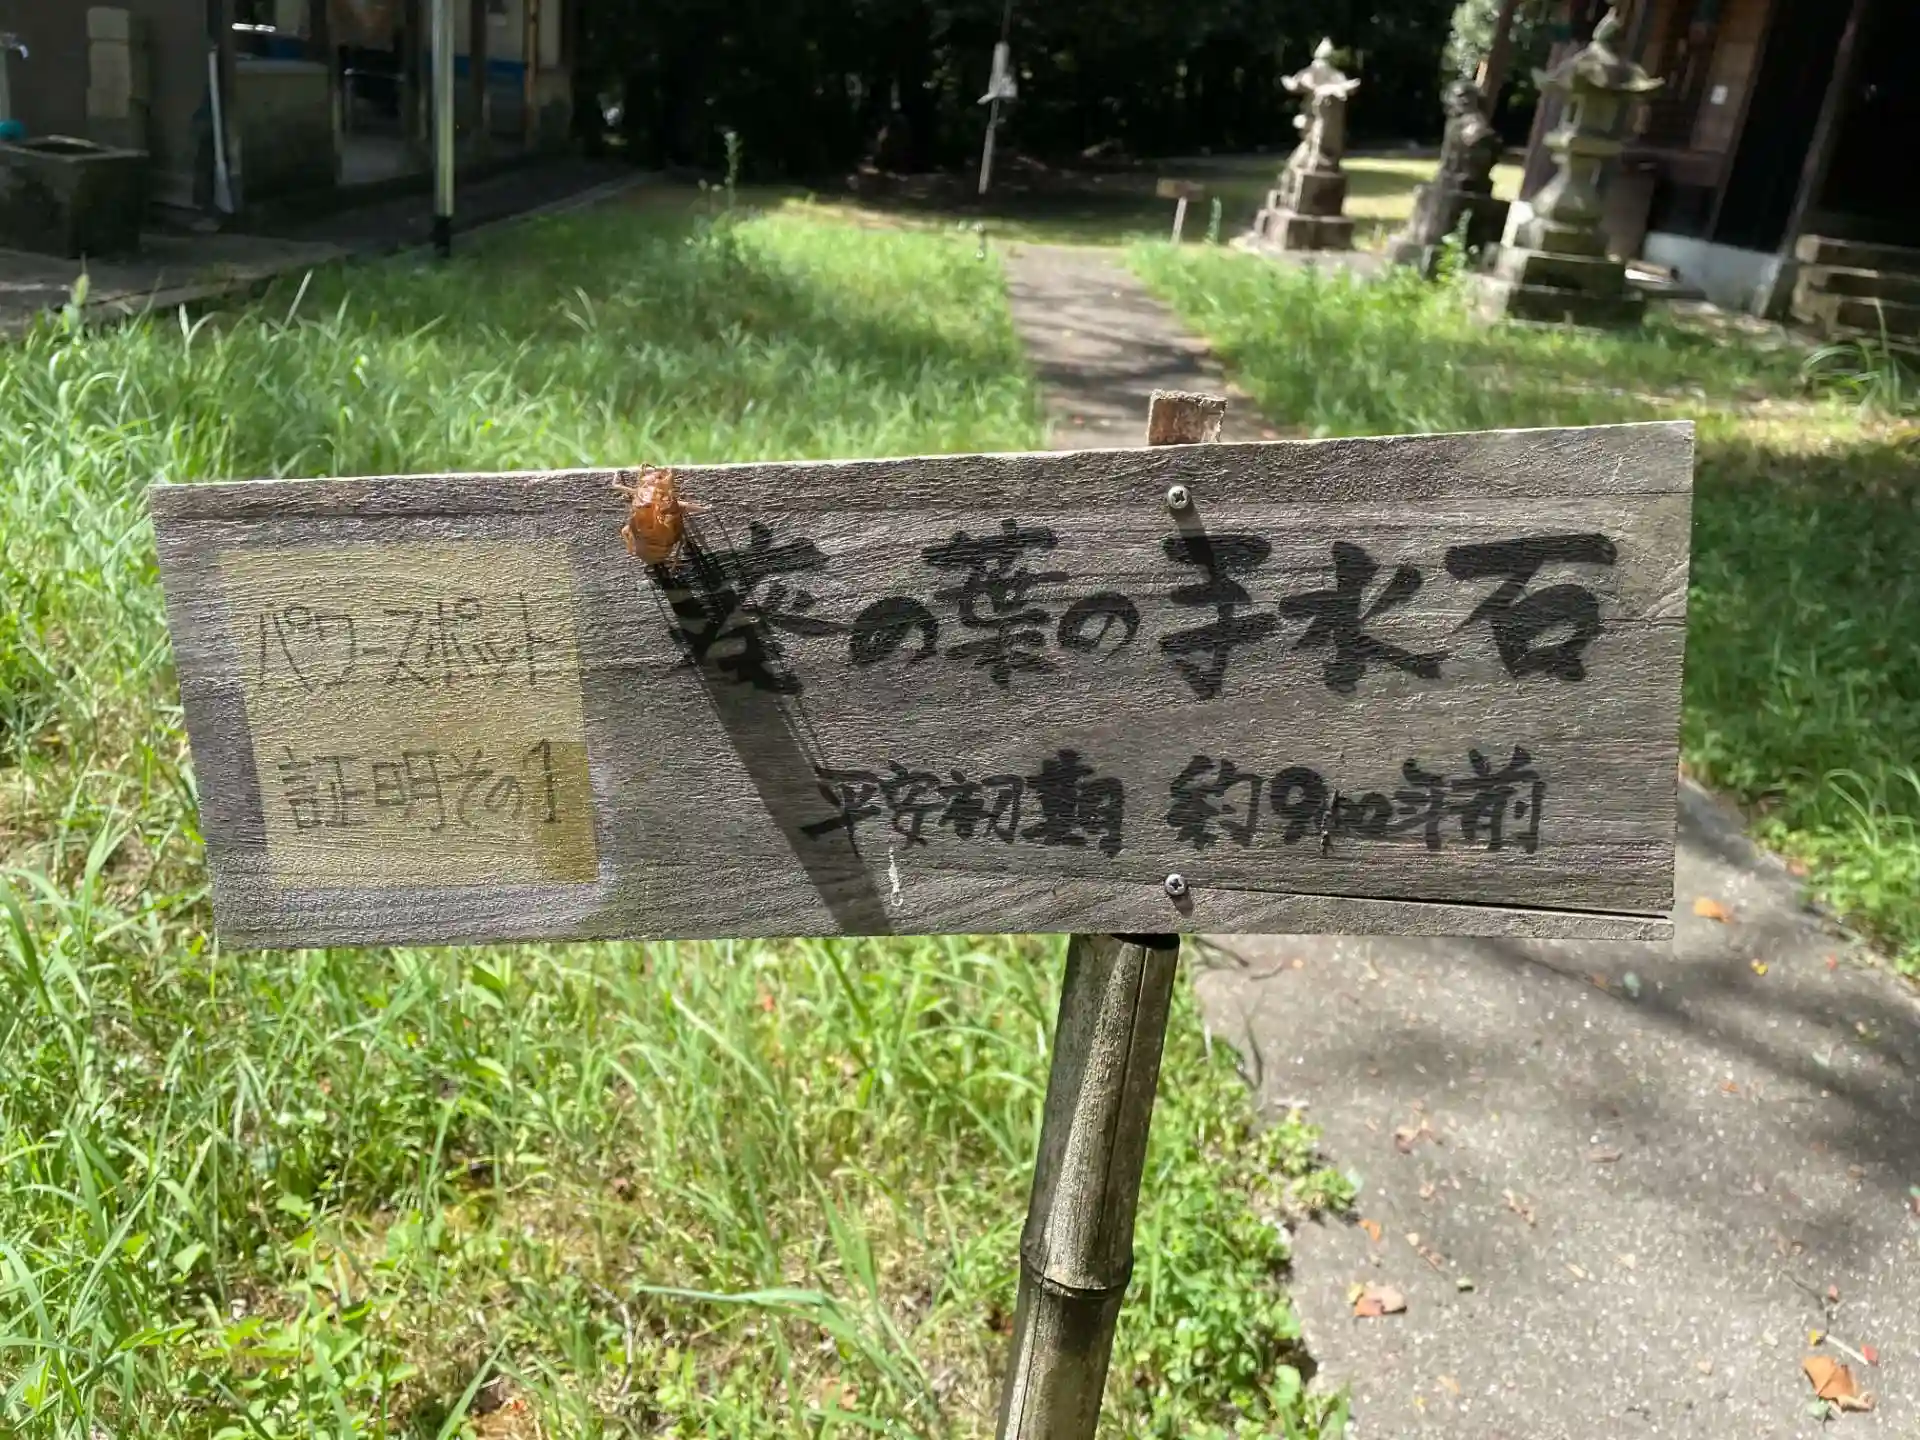 葵の葉の手水石
平安初期 約900年前
パワースポット
証明その1